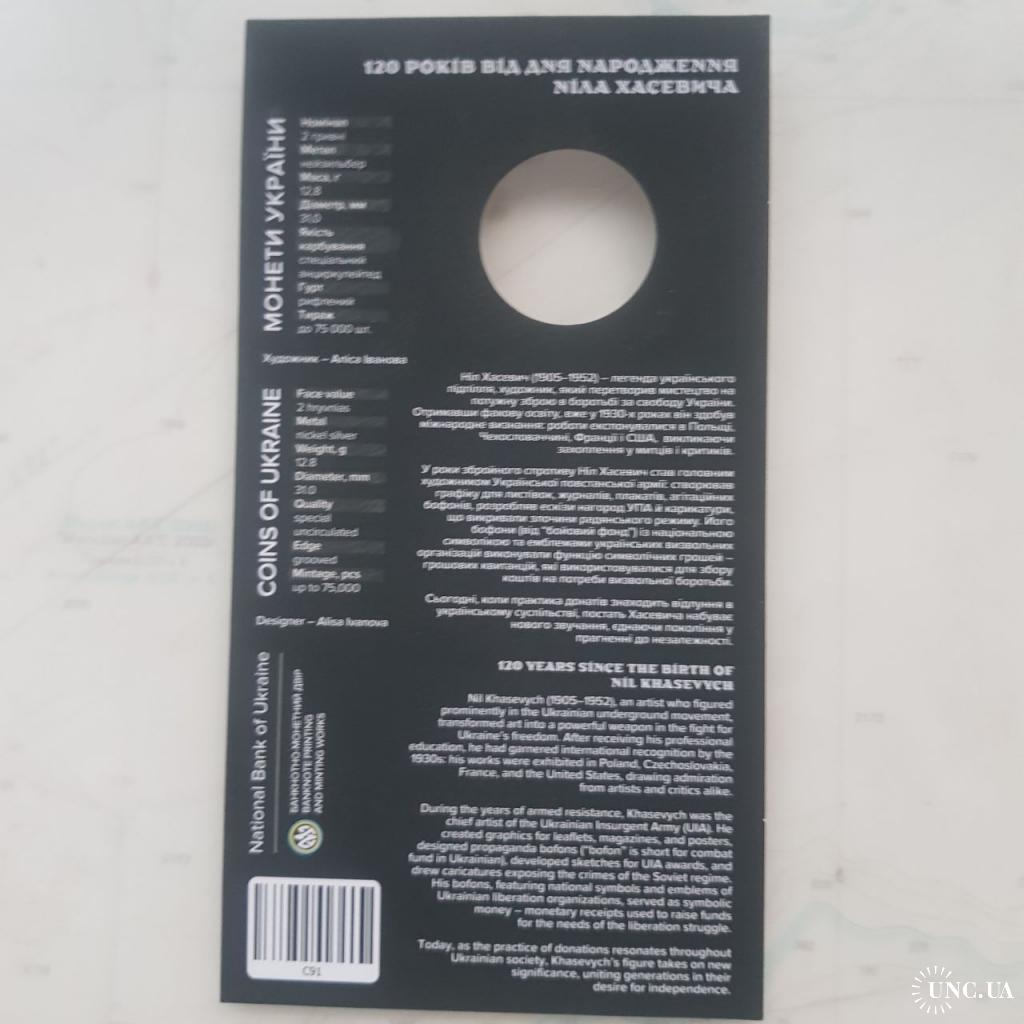 120 РОКІВ ВІД ДНЯ НАРОДЖЕННЯ
НІЛА ХАСЕВИЧА
МОНЕТИ УКРАЇНИ
Номінал
2 гривні
Метал
нейзильбер
Маса, г
12.8
Діаметр, мм
31.0
Якість
карбування
спеціальний
анциркулейтед
Гурт
рифлений
Тираж
до 75 000 шт.
Художник – Аліса Іванова
COINS OF UKRAINE
Face value
2 hryvnias
Metal
nickel silver
Weight, g
12.8
Diameter, mm
31.0
Quality
special
uncirculated
Edge
grooved
Mintage, pcs
up to 75,000
Designer – Alisa Ivanova
National Bank of Ukraine
БАНКНОТНО-МОНЕТНИЙ ДВІР
BANKNOTE PRINTING
AND MINTING WORKS
C91
Ніл Хасевич (1905–1952) – легенда українського
підпілля, художник, який перетворив мистецтво на
потужну зброю в боротьбі за свободу України.
Отримавши фахову освіту, вже у 1930-х роках він здобув
міжнародне визнання: роботи експонувалися в Польщі,
Чехословаччині, Франції і США, викликаючи
захоплення у митців і критиків.
У роки збройного спротиву Ніл Хасевич став головним
художником Української повстанської армії: створював
графіку для листівок, журналів, плакатів, агітаційних
бофонів, розробляв ескізи нагород УПА й карикатури,
що викривали злочини радянського режиму. Його
бофони (від "бойовий фонд") із національною
символікою та емблемами українських визвольних
організацій виконували функцію символічних грошей –
грошових квитанцій, які використовувалися для збору
коштів на потреби визвольної боротьби.
Сьогодні, коли практика донатів знаходить відлуння в
українському суспільстві, постать Хасевича набуває
нового звучання, єднаючи покоління у
прагненні до незалежності.
120 YEARS SINCE THE BIRTH OF
NIL KHASEVYCH
Nil Khasevych (1905–1952), an artist who figured
prominently in the Ukrainian underground movement,
transformed art into a powerful weapon in the fight for
Ukraine's freedom. After receiving his professional
education, he had garnered international recognition by the
1930s: his works were exhibited in Poland, Czechoslovakia,
France, and the United States, drawing admiration
from artists and critics alike.
During the years of armed resistance, Khasevych was the
chief artist of the Ukrainian Insurgent Army (UIA). He
created graphics for leaflets, magazines, and posters,
designed propaganda bofons ("bofon" is short for combat
fund in Ukrainian), developed sketches for UIA awards, and
drew caricatures exposing the crimes of the Soviet regime.
His bofons, featuring national symbols and emblems of
Ukrainian liberation organizations, served as symbolic
money – monetary receipts used to raise funds
for the needs of the liberation struggle.
Today, as the practice of donations resonates throughout
Ukrainian society, Khasevych's figure takes on new
significance, uniting generations in their
desire for independence.
UNC.UA